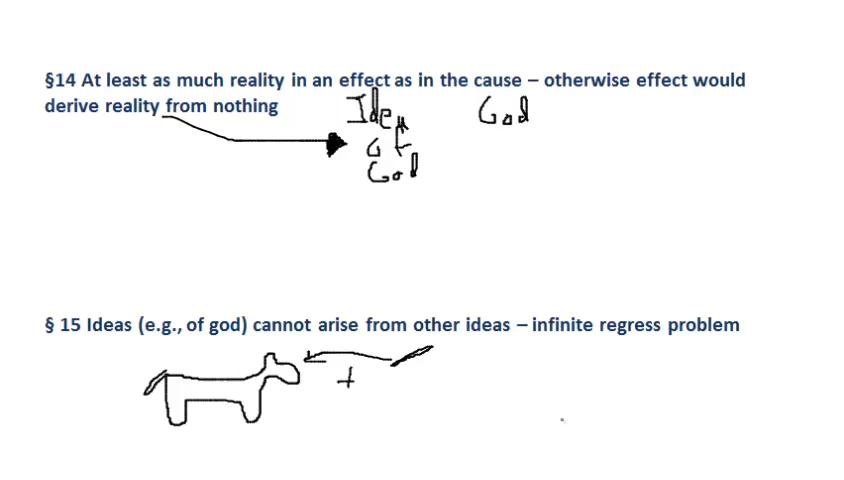 §14 At least as much reality in an effect as in the cause – otherwise effect would
derive reality from nothing
Idea God
of
God
§ 15 Ideas (e.g., of god) cannot arise from other ideas – infinite regress problem
+